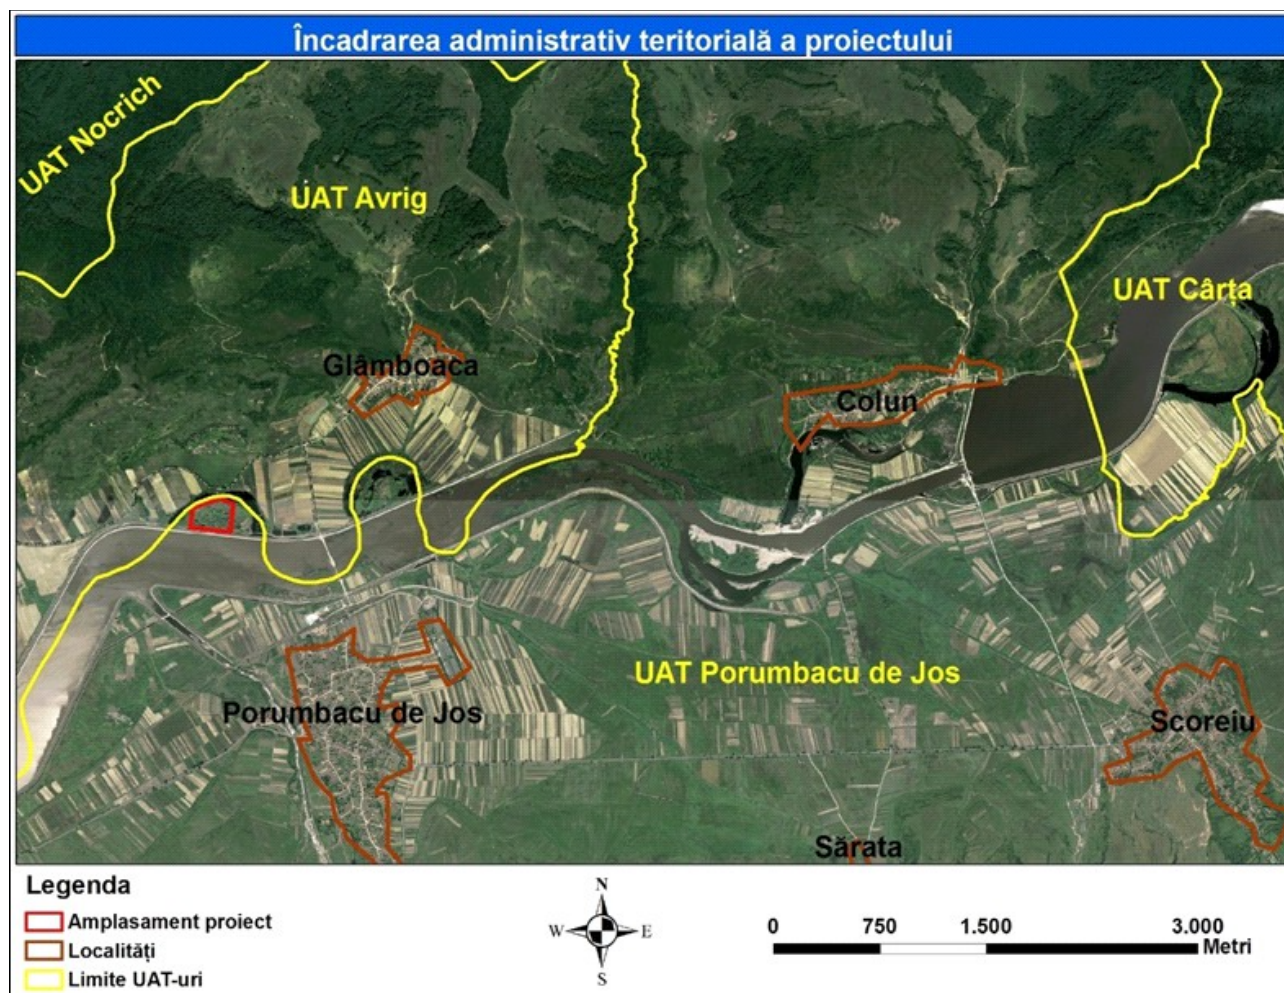 Încadrarea administrativ teritorială a proiectului
UAT Nocrich
UAT Avrig
UAT Cârța
Glâmboaca
Colun
UAT Porumbacu de Jos
Porumbacu de Jos
Scoreiu
Sărata
Legenda
Amplasament proiect
Localități
Limite UAT-uri
N
W E
S
0 750 1.500 3.000
Metri